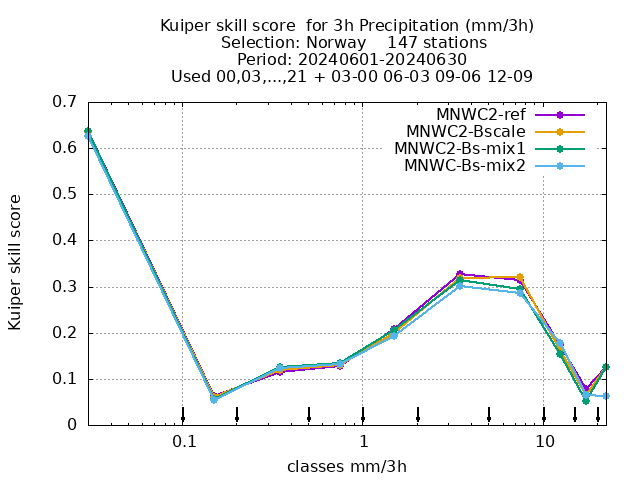 Kuiper skill score  for 3h Precipitation (mm/3h)
Selection: Norway    147 stations
Period: 20240601-20240630
Used 00,03,...,21 + 03-00 06-03 09-06 12-09
MNWC2-ref
MNWC2-Bscale
MNWC2-Bs-mix1
MNWC-Bs-mix2
Kuiper skill score
0.7
0.6
0.5
0.4
0.3
0.2
0.1
0
0.1
1
10
classes mm/3h